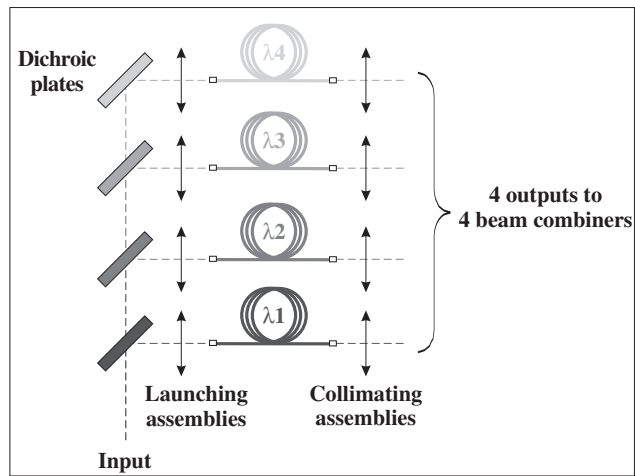 Dichroic
plates
λ4
λ3
λ2
λ1
4 outputs to
4 beam combiners
Launching
assemblies
Collimating
assemblies
Input